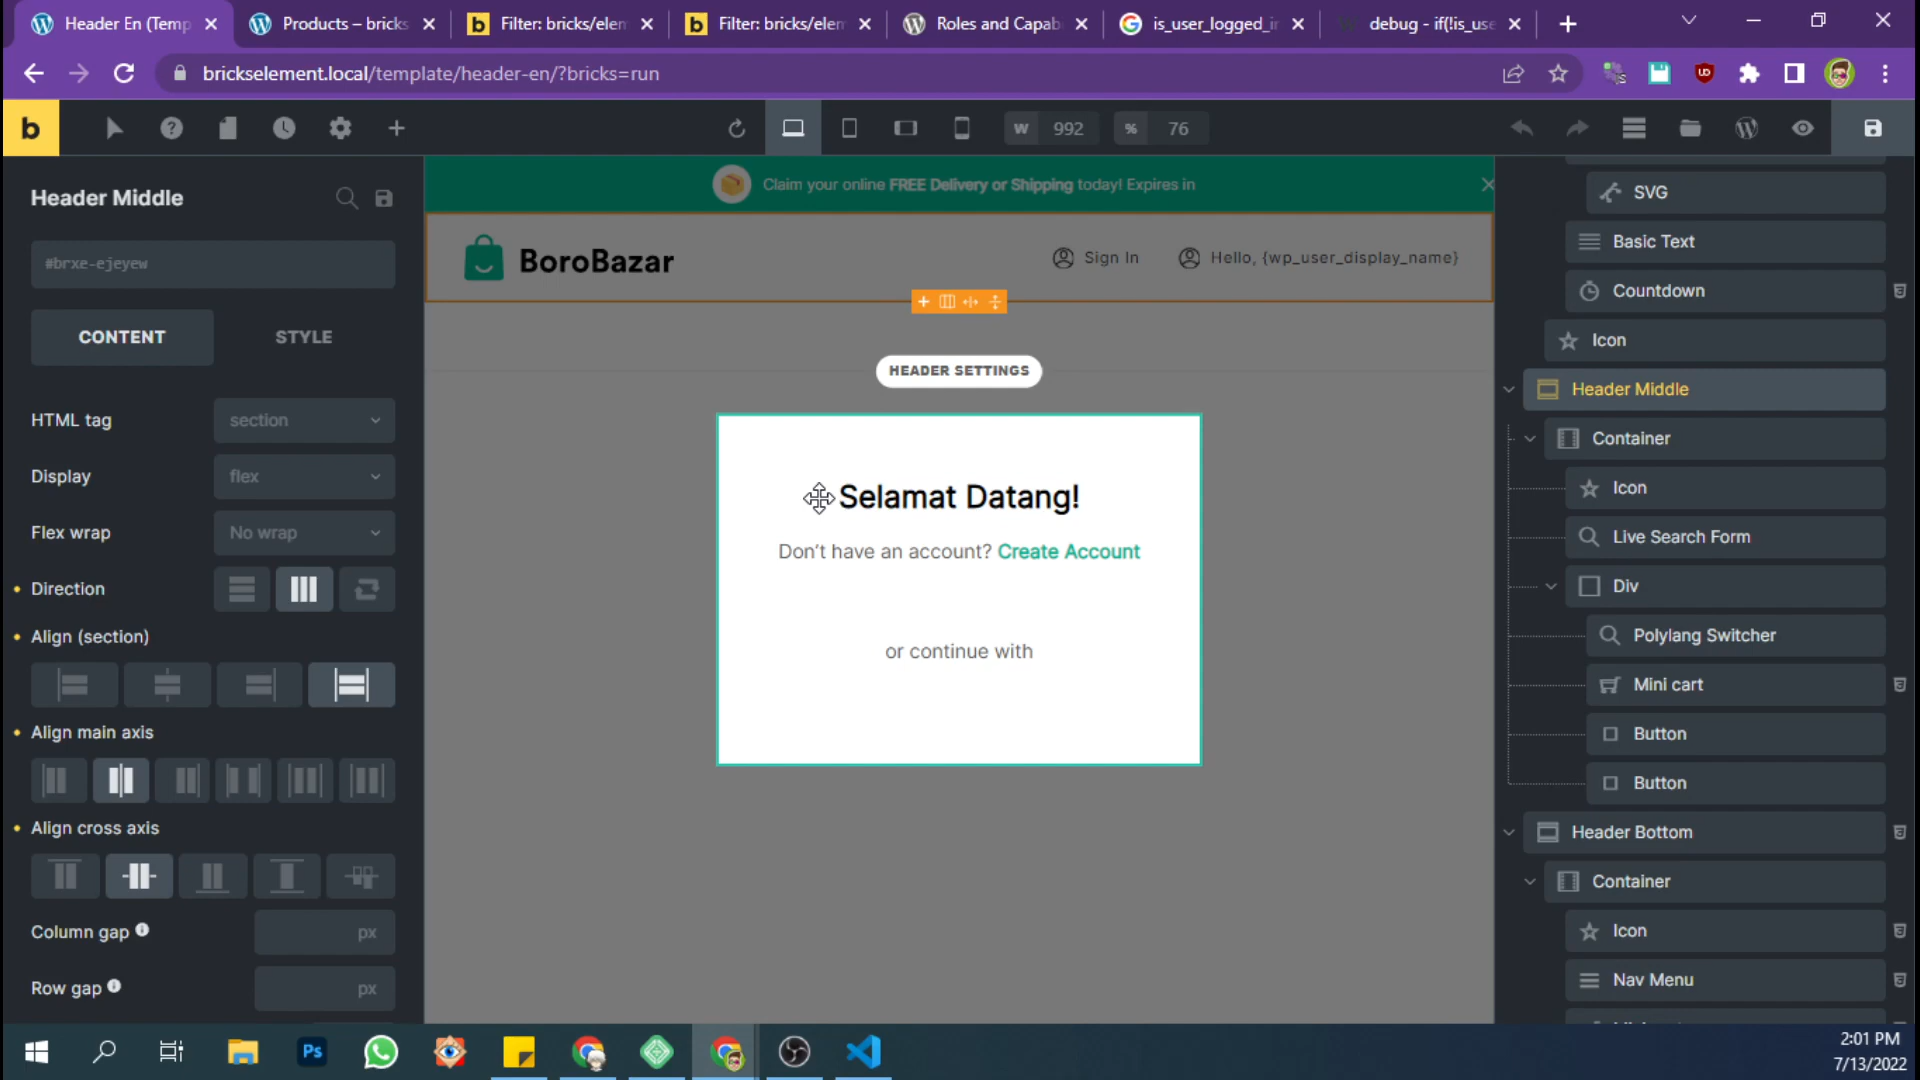 Header En (Temp
Products – bricks
Filter: bricks/elem
Filter: bricks/elem
Roles and Capab
is_user_logged_i
debug - if(!is_use
brickselement.local/template/header-en/?bricks=run
b
W 992
% 76
Header Middle
#brxe-ejeyew
CONTENT
STYLE
HTML tag
section
Display
flex
Flex wrap
No wrap
Direction
Align (section)
Align main axis
Align cross axis
Column gap
px
Row gap
px
Claim your online FREE Delivery or Shipping today! Expires in
BoroBazar
Sign In
Hello, {wp_user_display_name}
HEADER SETTINGS
Selamat Datang!
Don't have an account? Create Account
or continue with
SVG
Basic Text
Countdown
Icon
Header Middle
Container
Icon
Live Search Form
Div
Polylang Switcher
Mini cart
Button
Button
Header Bottom
Container
Icon
Nav Menu
Ps
2:01 PM
7/13/2022